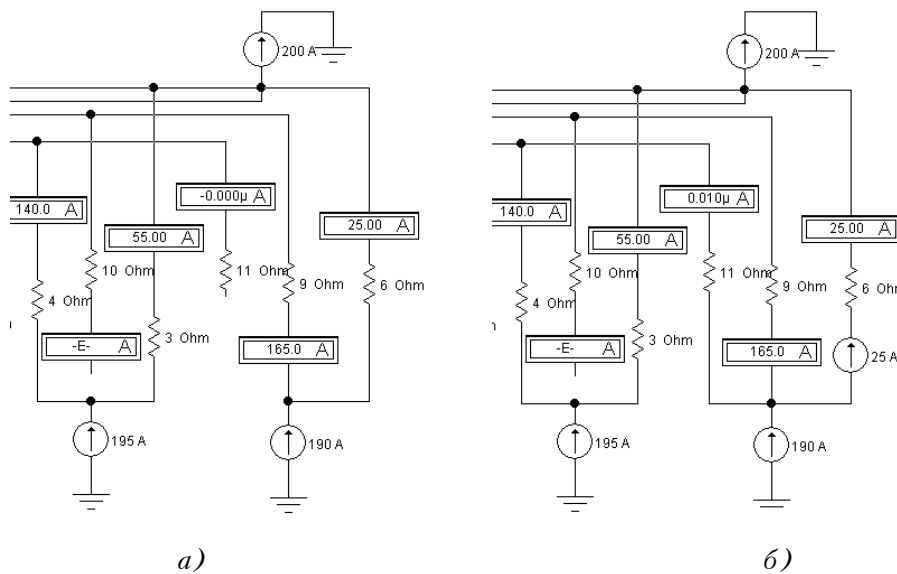 200 A
200 A
-0.000µ A
0.010µ A
140.0 A
55.00 A
25.00 A
140.0 A
55.00 A
25.00 A
10 Ohm
11 Ohm
9 Ohm
6 Ohm
4 Ohm
3 Ohm
10 Ohm
11 Ohm
9 Ohm
6 Ohm
4 Ohm
3 Ohm
-E- A
165.0 A
-E- A
165.0 A
25 A
195 A
190 A
195 A
190 A
а)
б)